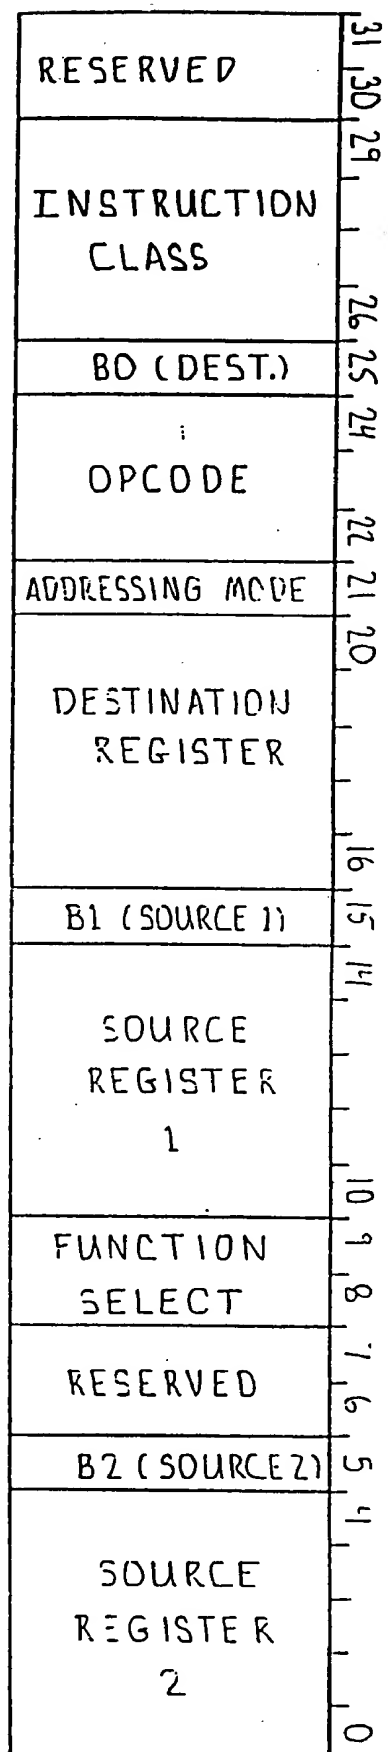 RESERVED
31
30
INSTRUCTION
CLASS
29
26
B0 (DEST.)
25
OPCODE
24
22
ADDRESSING MODE
21
DESTINATION
REGISTER
20
16
B1 (SOURCE 1)
15
SOURCE
REGISTER
1
14
10
FUNCTION
SELECT
9
8
RESERVED
7
6
B2 (SOURCE 2)
5
SOURCE
REGISTER
2
4
0